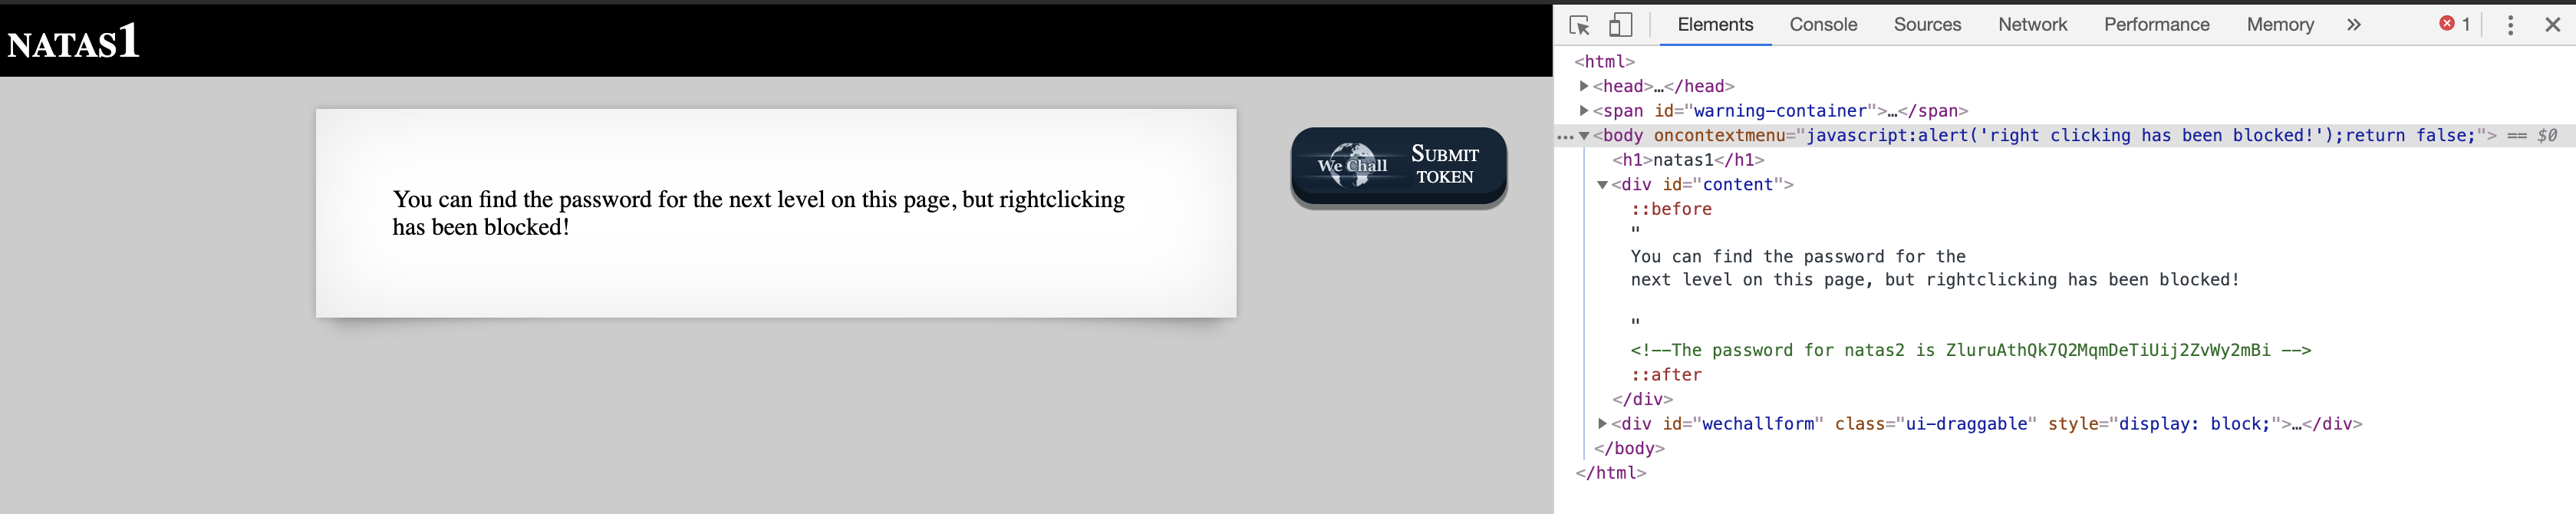 NATAS1
You can find the password for the next level on this page, but rightclicking
has been blocked!
We Chall
SUBMIT
TOKEN
Elements Console Sources Network Performance Memory » 1
<html>
<head>…</head>
<span id="warning-container">…</span>
<body oncontextmenu="javascript:alert('right clicking has been blocked!');return false;"> == $0
<h1>natas1</h1>
<div id="content">
::before
"
You can find the password for the
next level on this page, but rightclicking has been blocked!
"
<!--The password for natas2 is ZluruAthQk7Q2MqmDeTiUij2ZvWy2mBi -->
::after
</div>
<div id="wechallform" class="ui-draggable" style="display: block;">…</div>
</body>
</html>